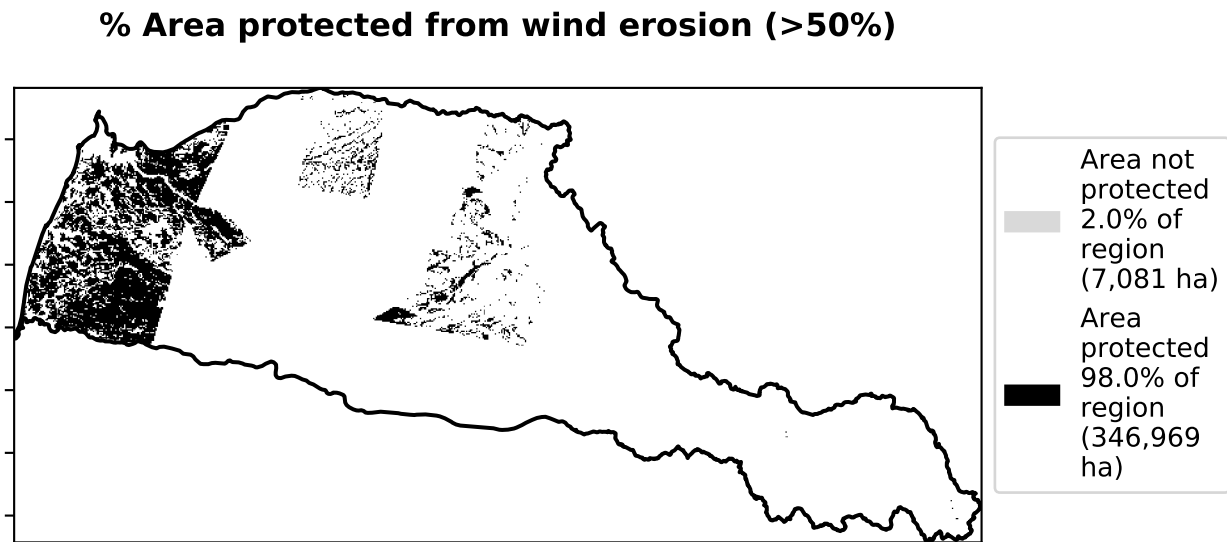 % Area protected from wind erosion (>50%)
Area not
protected
2.0% of
region
(7,081 ha)
Area
protected
98.0% of
region
(346,969
ha)